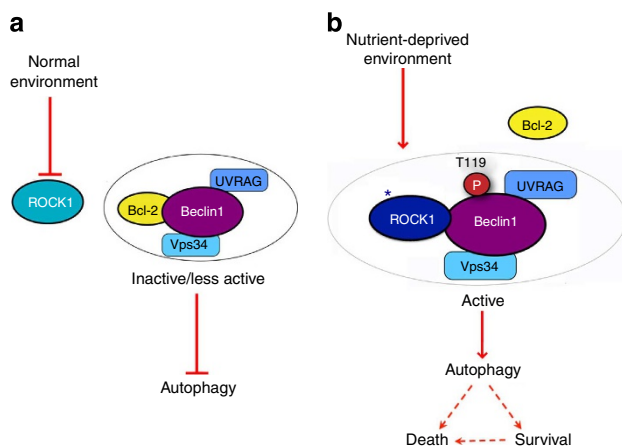 a
Normal
environment
ROCK1
UVRAG
Bcl-2
Beclin1
Vps34
Inactive/less active
Autophagy
b
Nutrient-deprived
environment
Bcl-2
T119
P
UVRAG
*
ROCK1
Beclin1
Vps34
Active
Autophagy
Death
Survival